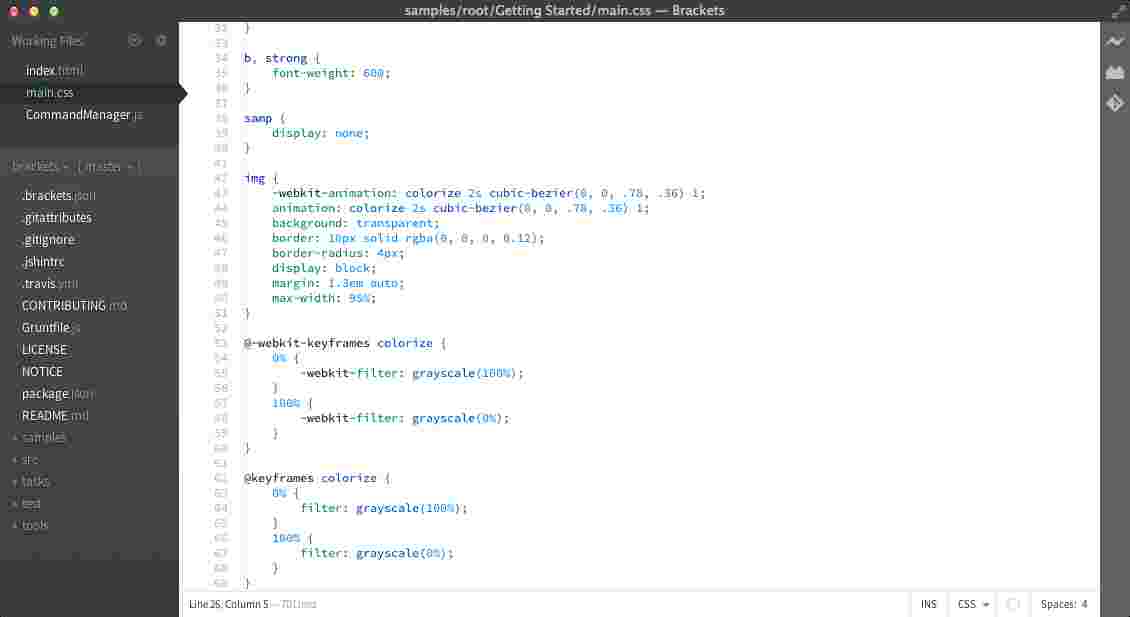 samples/root/Getting Started/main.css — Brackets
Working Files
index.html
main.css
CommandManager.js
brackets [ master ]
.brackets.json
.gitattributes
.gitignore
.jshintrc
.travis.yml
CONTRIBUTING.md
Gruntfile.js
LICENSE
NOTICE
package.json
README.md
samples
src
tasks
test
tools
32 }
33
34 b, strong {
35 font-weight: 600;
36 }
37
38 samp {
39 display: none;
40 }
41
42 img {
43 -webkit-animation: colorize 2s cubic-bezier(0, 0, .78, .36) 1;
44 animation: colorize 2s cubic-bezier(0, 0, .78, .36) 1;
45 background: transparent;
46 border: 10px solid rgba(0, 0, 0, 0.12);
47 border-radius: 4px;
48 display: block;
49 margin: 1.3em auto;
50 max-width: 95%;
51 }
52
53 @-webkit-keyframes colorize {
54 0% {
55 -webkit-filter: grayscale(100%);
56 }
57 100% {
58 -webkit-filter: grayscale(0%);
59 }
60 }
61
62 @keyframes colorize {
63 0% {
64 filter: grayscale(100%);
65 }
66 100% {
67 filter: grayscale(0%);
68 }
69 }
Line 26, Column 5 — Lines
INS
CSS
Spaces: 4